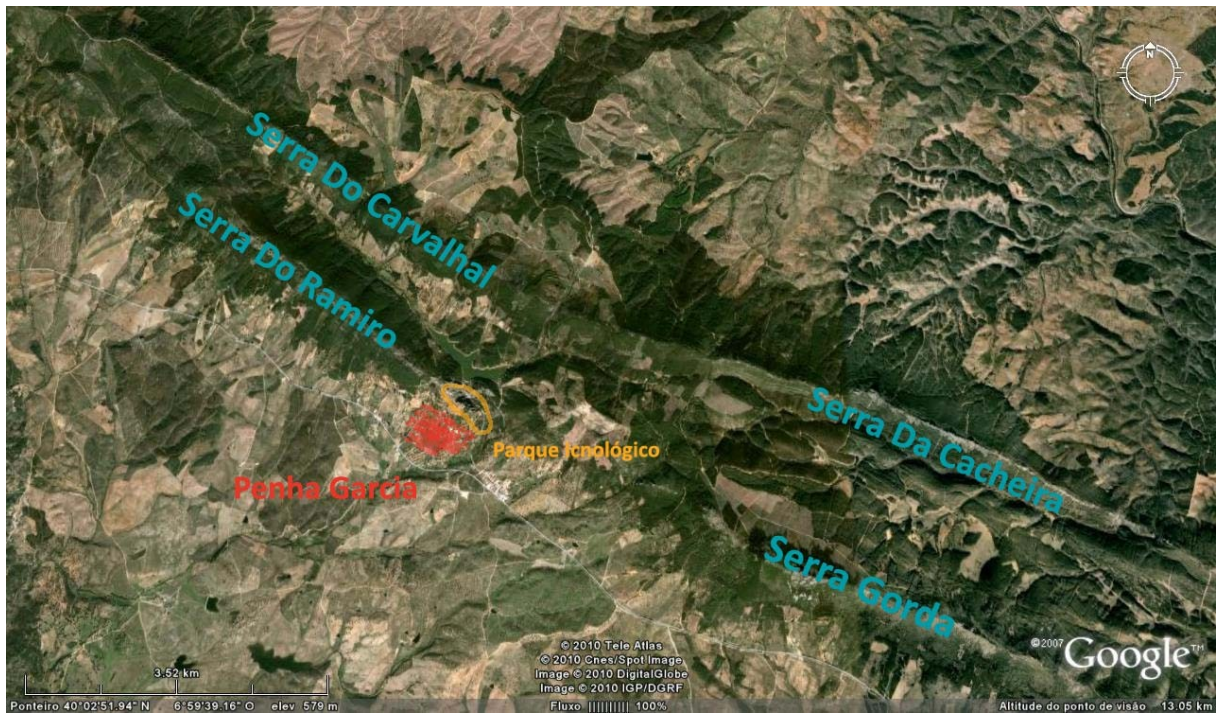 N
Serra Do Carvalhal
Serra Do Ramiro
Serra Da Cacheira
Parque Icnológico
Penha Garcia
Serra Gorda
© 2010 Tele Atlas
© 2010 Cnes/Spot Image
Image © 2010 DigitalGlobe
Image © 2010 IGP/DGRF
©2007 Google™
3.52 km
Ponteiro 40°02'51.94" N 6°59'39.16" O elev 579 m Fluxo |||||||||| 100% Altitude do ponto de visão 13.05 km